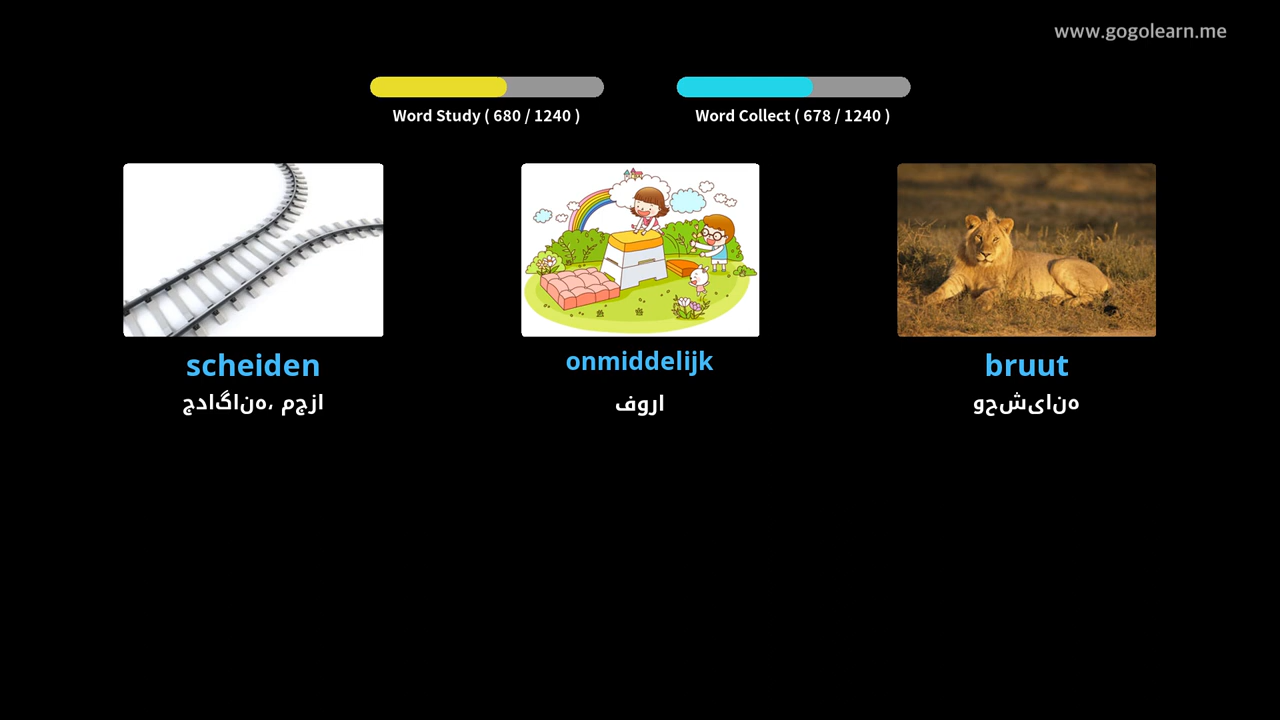 www.gogolearn.me
Word Study ( 680 / 1240 )
Word Collect ( 678 / 1240 )
scheiden
جداگانه، مجزا
onmiddelijk
فورا
bruut
وحشیانه